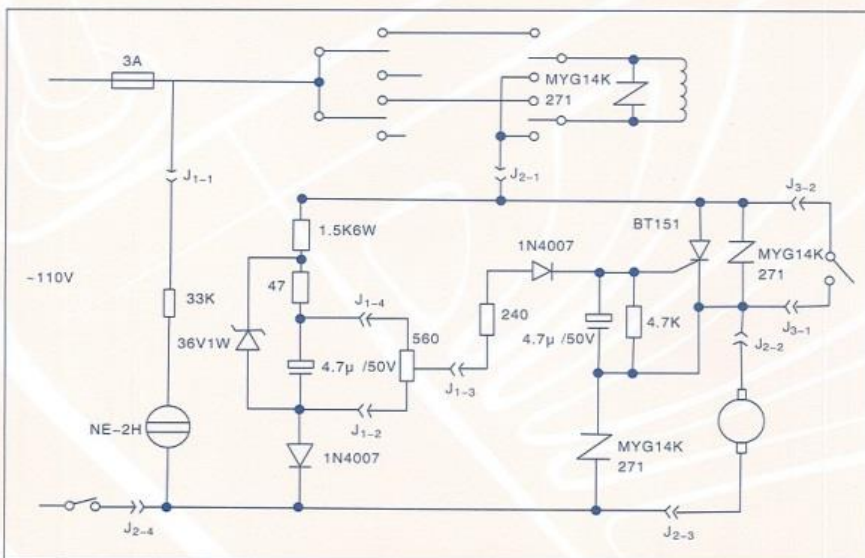 3A
MYG14K
271
J1-1
J2-1
J3-2
BT151
1.5K6W
1N4007
MYG14K
271
~110V
47
J1-4
33K
240
36V1W
560
4.7K
J3-1
4.7μ /50V
4.7μ /50V
J2-2
J1-3
NE-2H
J1-2
MYG14K
271
1N4007
J2-4
J2-3